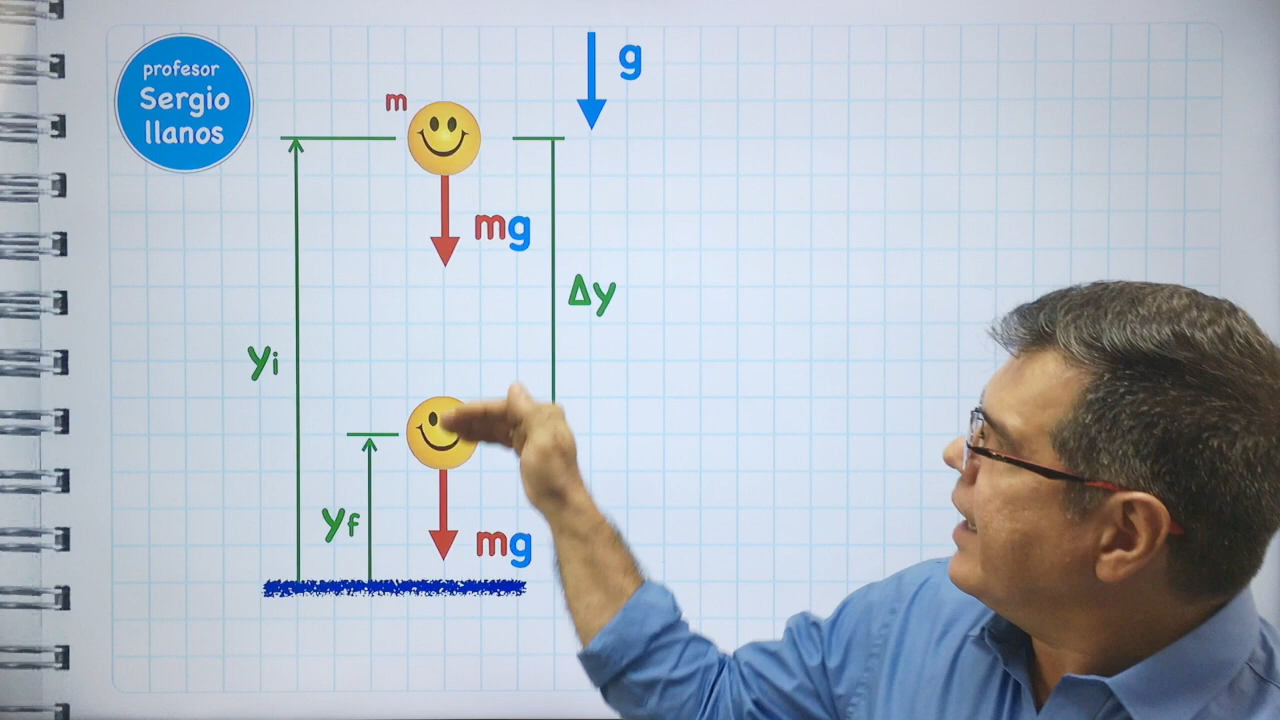 profesor
Sergio
llanos
m
g
mg
Δy
yi
yf
mg